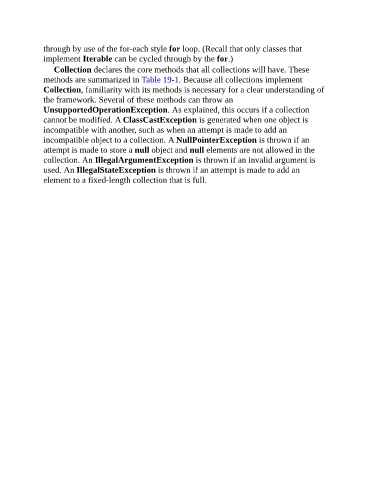 through by use of the for-each style for loop. (Recall that only classes that
implement Iterable can be cycled through by the for.)
Collection declares the core methods that all collections will have. These
methods are summarized in Table 19-1. Because all collections implement
Collection, familiarity with its methods is necessary for a clear understanding of
the framework. Several of these methods can throw an
UnsupportedOperationException. As explained, this occurs if a collection
cannot be modified. A ClassCastException is generated when one object is
incompatible with another, such as when an attempt is made to add an
incompatible object to a collection. A NullPointerException is thrown if an
attempt is made to store a null object and null elements are not allowed in the
collection. An IllegalArgumentException is thrown if an invalid argument is
used. An IllegalStateException is thrown if an attempt is made to add an
element to a fixed-length collection that is full.